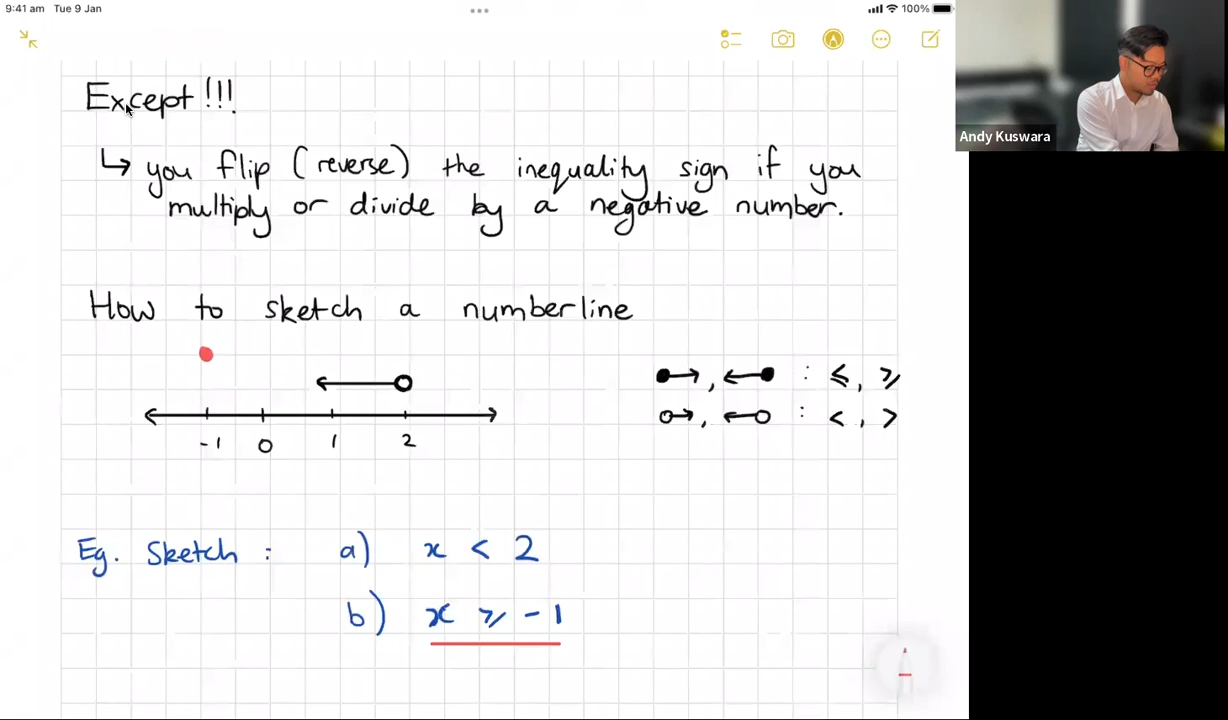 9:41 am Tue 9 Jan
100%
Except !!!
↳ you flip (reverse) the inequality sign if you
multiply or divide by a negative number.
Andy Kuswara
How to sketch a numberline
●→, ←● : ≤, ≥
○→, ←○ : <, >
-1 0 1 2
Eg. Sketch : a) x < 2
b) x ≥ -1